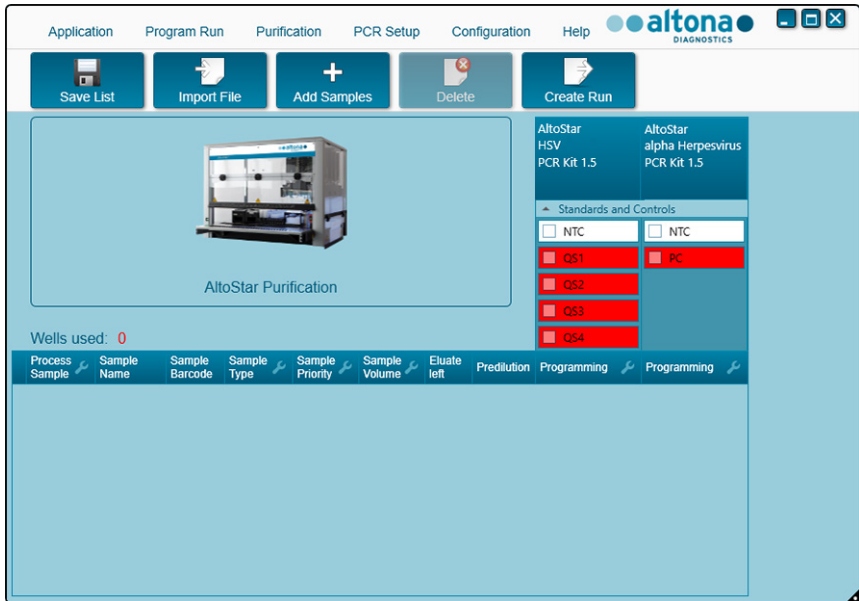 Application Program Run Purification PCR Setup Configuration Help altona
DIAGNOSTICS
Save List Import File Add Samples Delete Create Run
AltoStar
HSV
PCR Kit 1.5
AltoStar
alpha Herpesvirus
PCR Kit 1.5
Standards and Controls
NTC NTC
QS1 PC
QS2
QS3
QS4
AltoStar Purification
Wells used: 0
Process Sample Sample Sample Sample Sample Eluate Predilution Programming Programming
Sample Name Barcode Type Priority Volume left